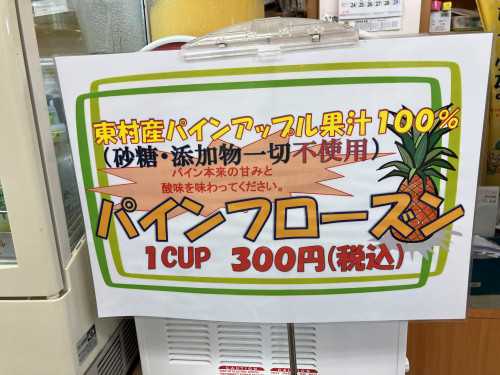 東村産パインアップル果汁100%
(砂糖・添加物一切不使用)
パイン本来の甘みと
酸味を味わってください。
パインフローズン
1CUP 300円(税込)
CAUTION
CAUTION